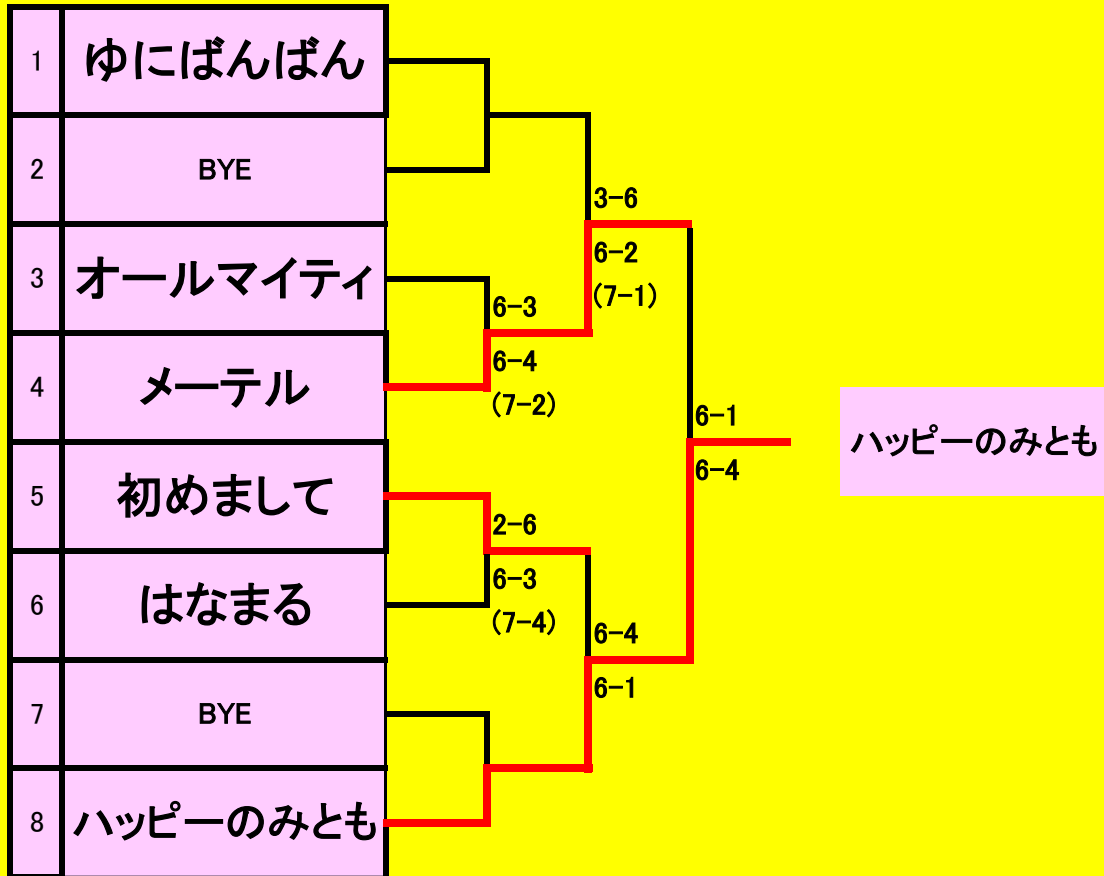 1 ゆにばんばん
2 BYE
3 オールマイティ
4 メーテル
5 初めまして
6 はなまる
7 BYE
8 ハッピーのみとも
6-3
6-4
(7-2)
2-6
6-3
(7-4)
3-6
6-2
(7-1)
6-4
6-1
6-1
6-4
ハッピーのみとも